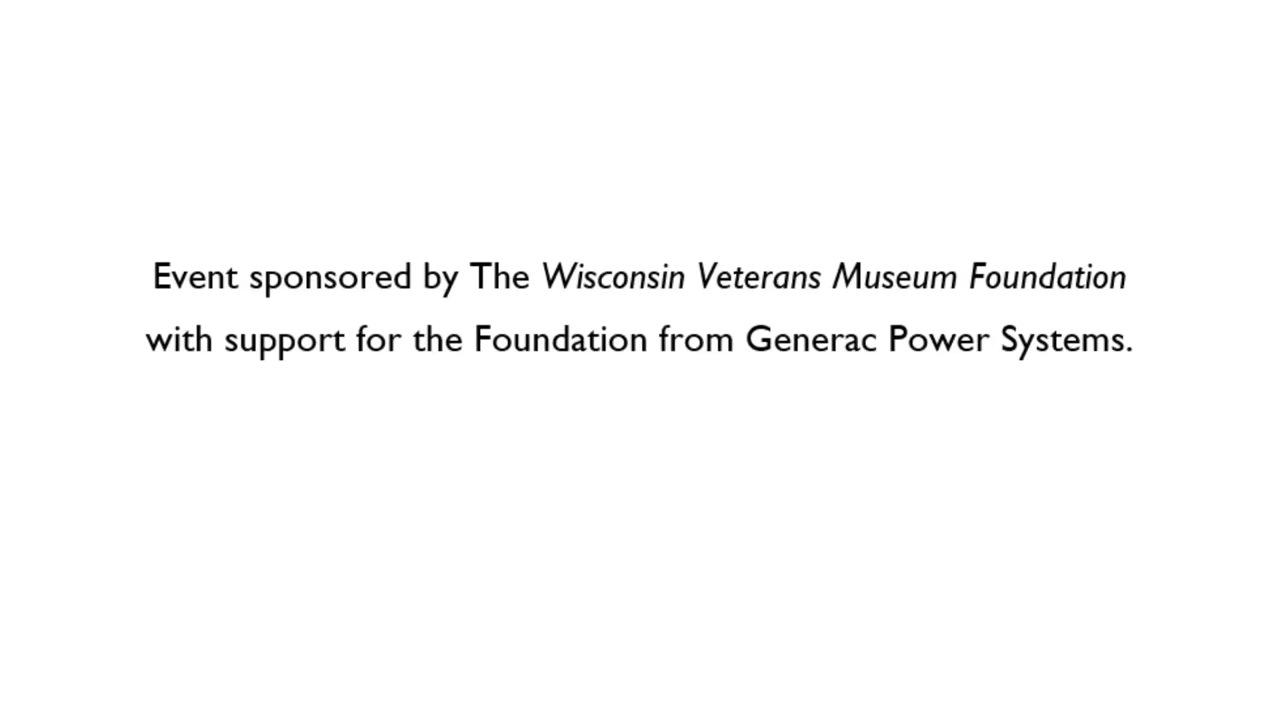 Event sponsored by The Wisconsin Veterans Museum Foundation
with support for the Foundation from Generac Power Systems.